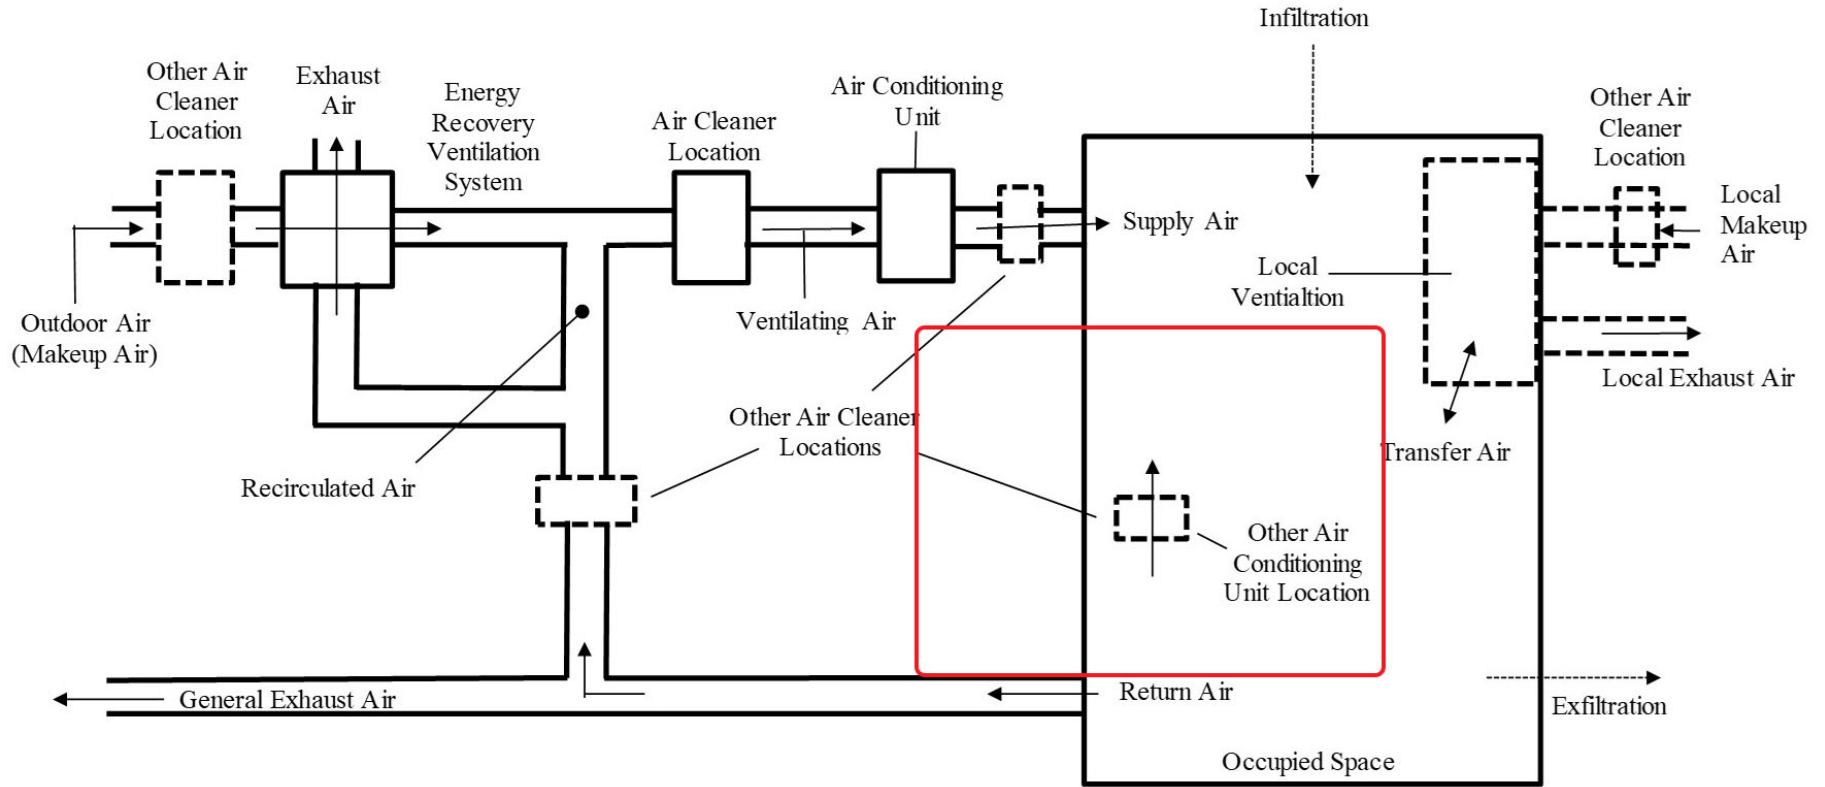 Infiltration
Other Air
Cleaner
Location
Exhaust
Air
Energy
Recovery
Ventilation
System
Air Cleaner
Location
Air Conditioning
Unit
Other Air
Cleaner
Location
Local
Makeup
Air
Supply Air
Local
Ventialtion
Outdoor Air
(Makeup Air)
Ventilating Air
Local Exhaust Air
Other Air Cleaner
Locations
Transfer Air
Recirculated Air
Other Air
Conditioning
Unit Location
General Exhaust Air
Return Air
Exfiltration
Occupied Space